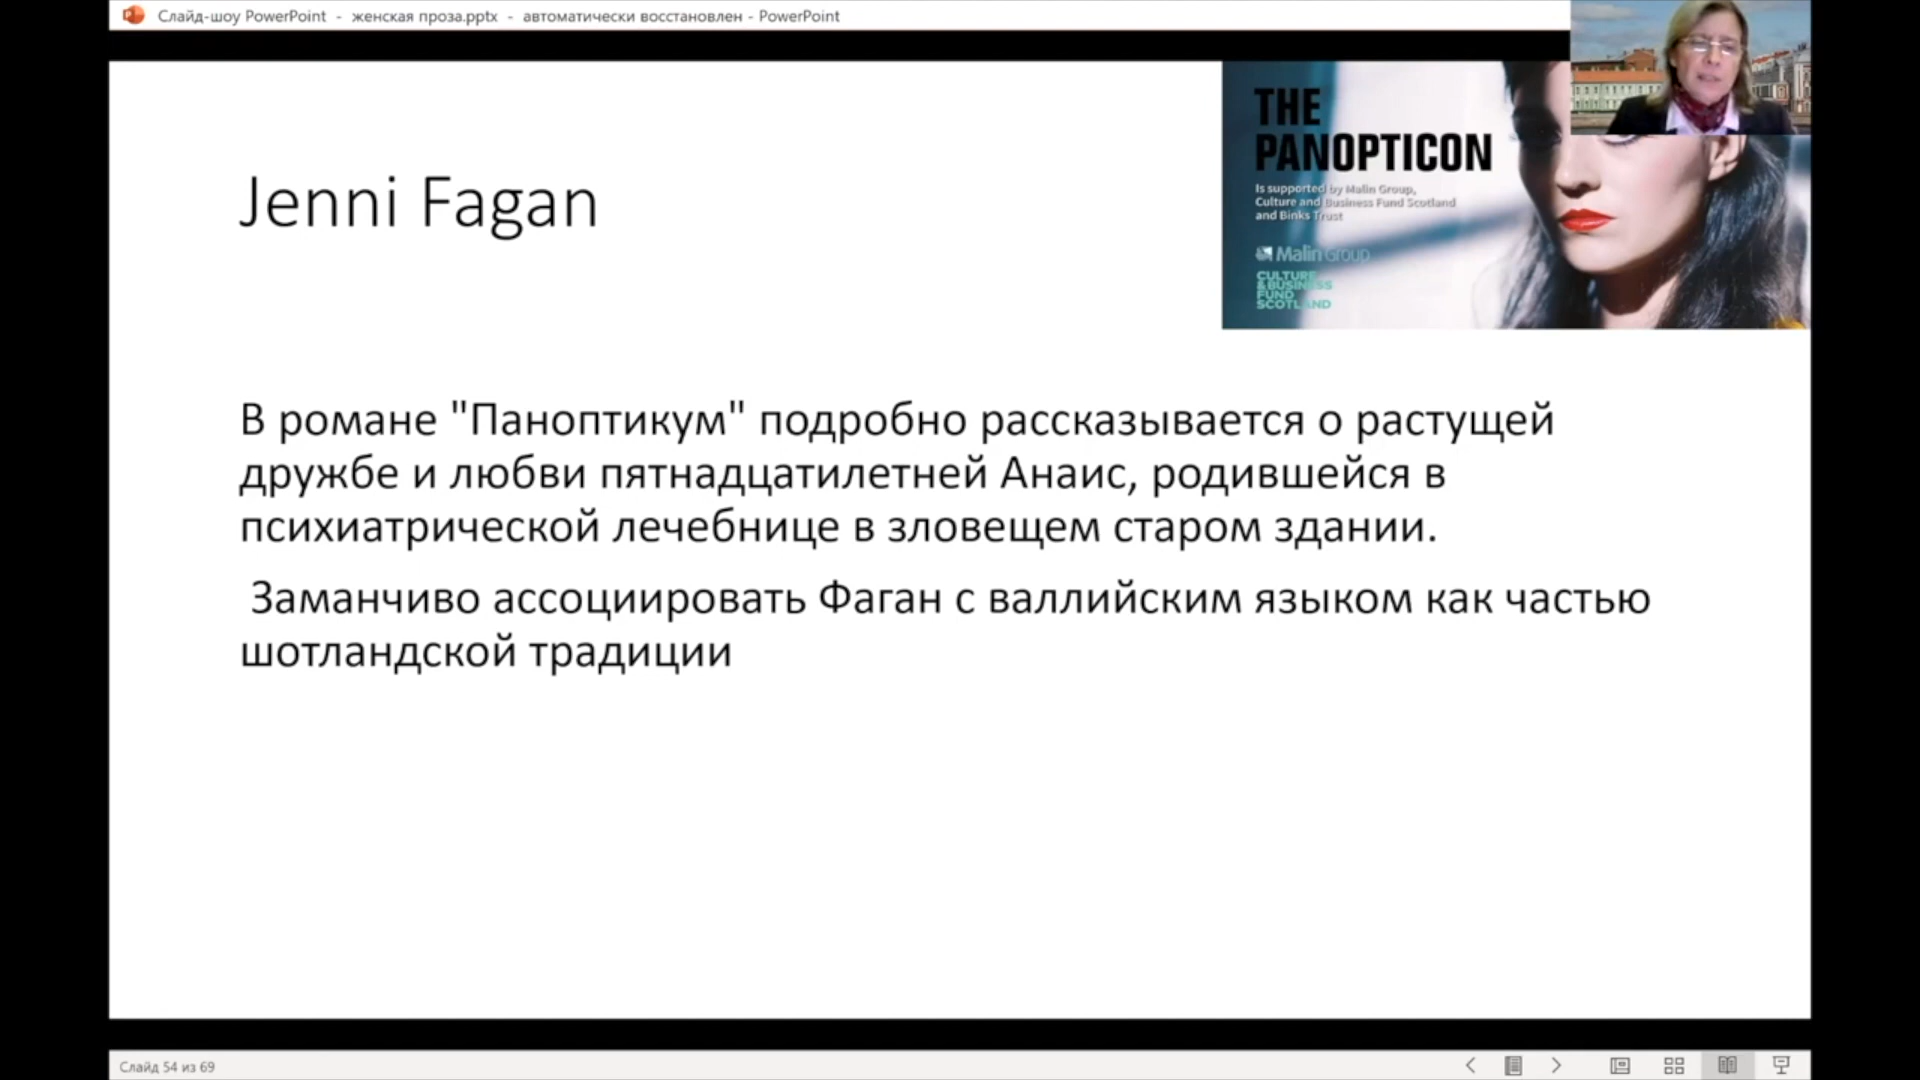 Слайд-шоу PowerPoint - женская проза.pptx - автоматически восстановлен - PowerPoint
THE
PANOPTICON
Is supported by Malin Group,
Culture and Business Fund Scotland
and Binks Trust
Malin Group
CULTURE
&BUSINESS
FUND
SCOTLAND
Jenni Fagan
В романе "Паноптикум" подробно рассказывается о растущей
дружбе и любви пятнадцатилетней Анаис, родившейся в
психиатрической лечебнице в зловещем старом здании.
Заманчиво ассоциировать Фаган с валлийским языком как частью
шотландской традиции
Слайд 54 из 69